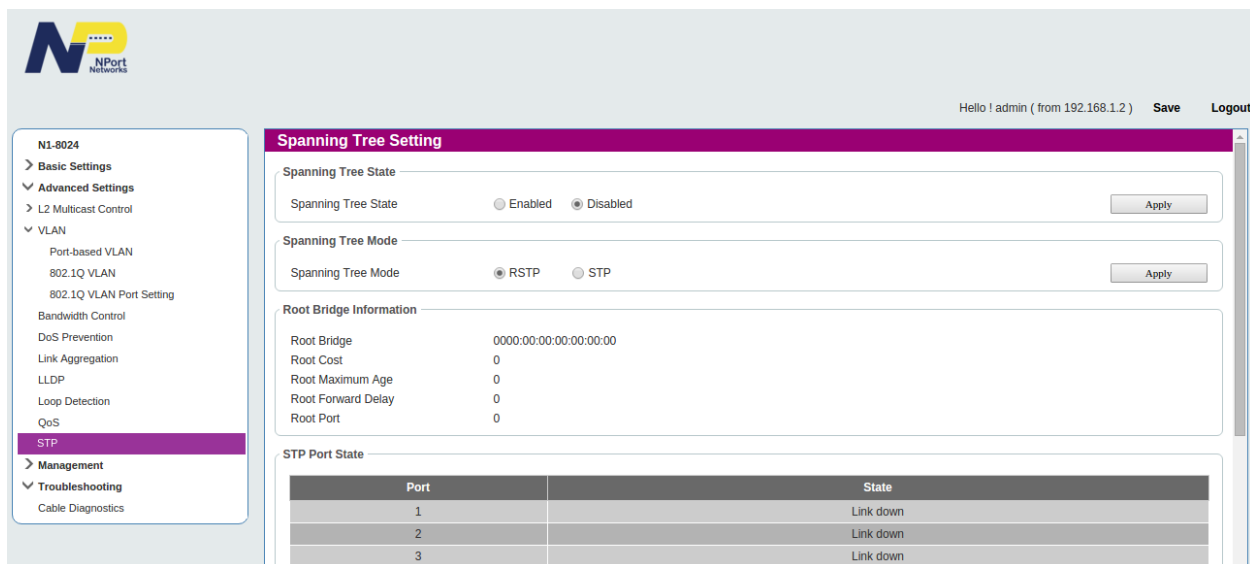 NPort
Networks
Hello ! admin ( from 192.168.1.2 ) Save Logout
N1-8024
Basic Settings
Advanced Settings
L2 Multicast Control
VLAN
Port-based VLAN
802.1Q VLAN
802.1Q VLAN Port Setting
Bandwidth Control
DoS Prevention
Link Aggregation
LLDP
Loop Detection
QoS
STP
Management
Troubleshooting
Cable Diagnostics
Spanning Tree Setting
Spanning Tree State
Spanning Tree State Enabled Disabled Apply
Spanning Tree Mode
Spanning Tree Mode RSTP STP Apply
Root Bridge Information
Root Bridge 0000:00:00:00:00:00:00
Root Cost 0
Root Maximum Age 0
Root Forward Delay 0
Root Port 0
STP Port State
Port State
1 Link down
2 Link down
3 Link down